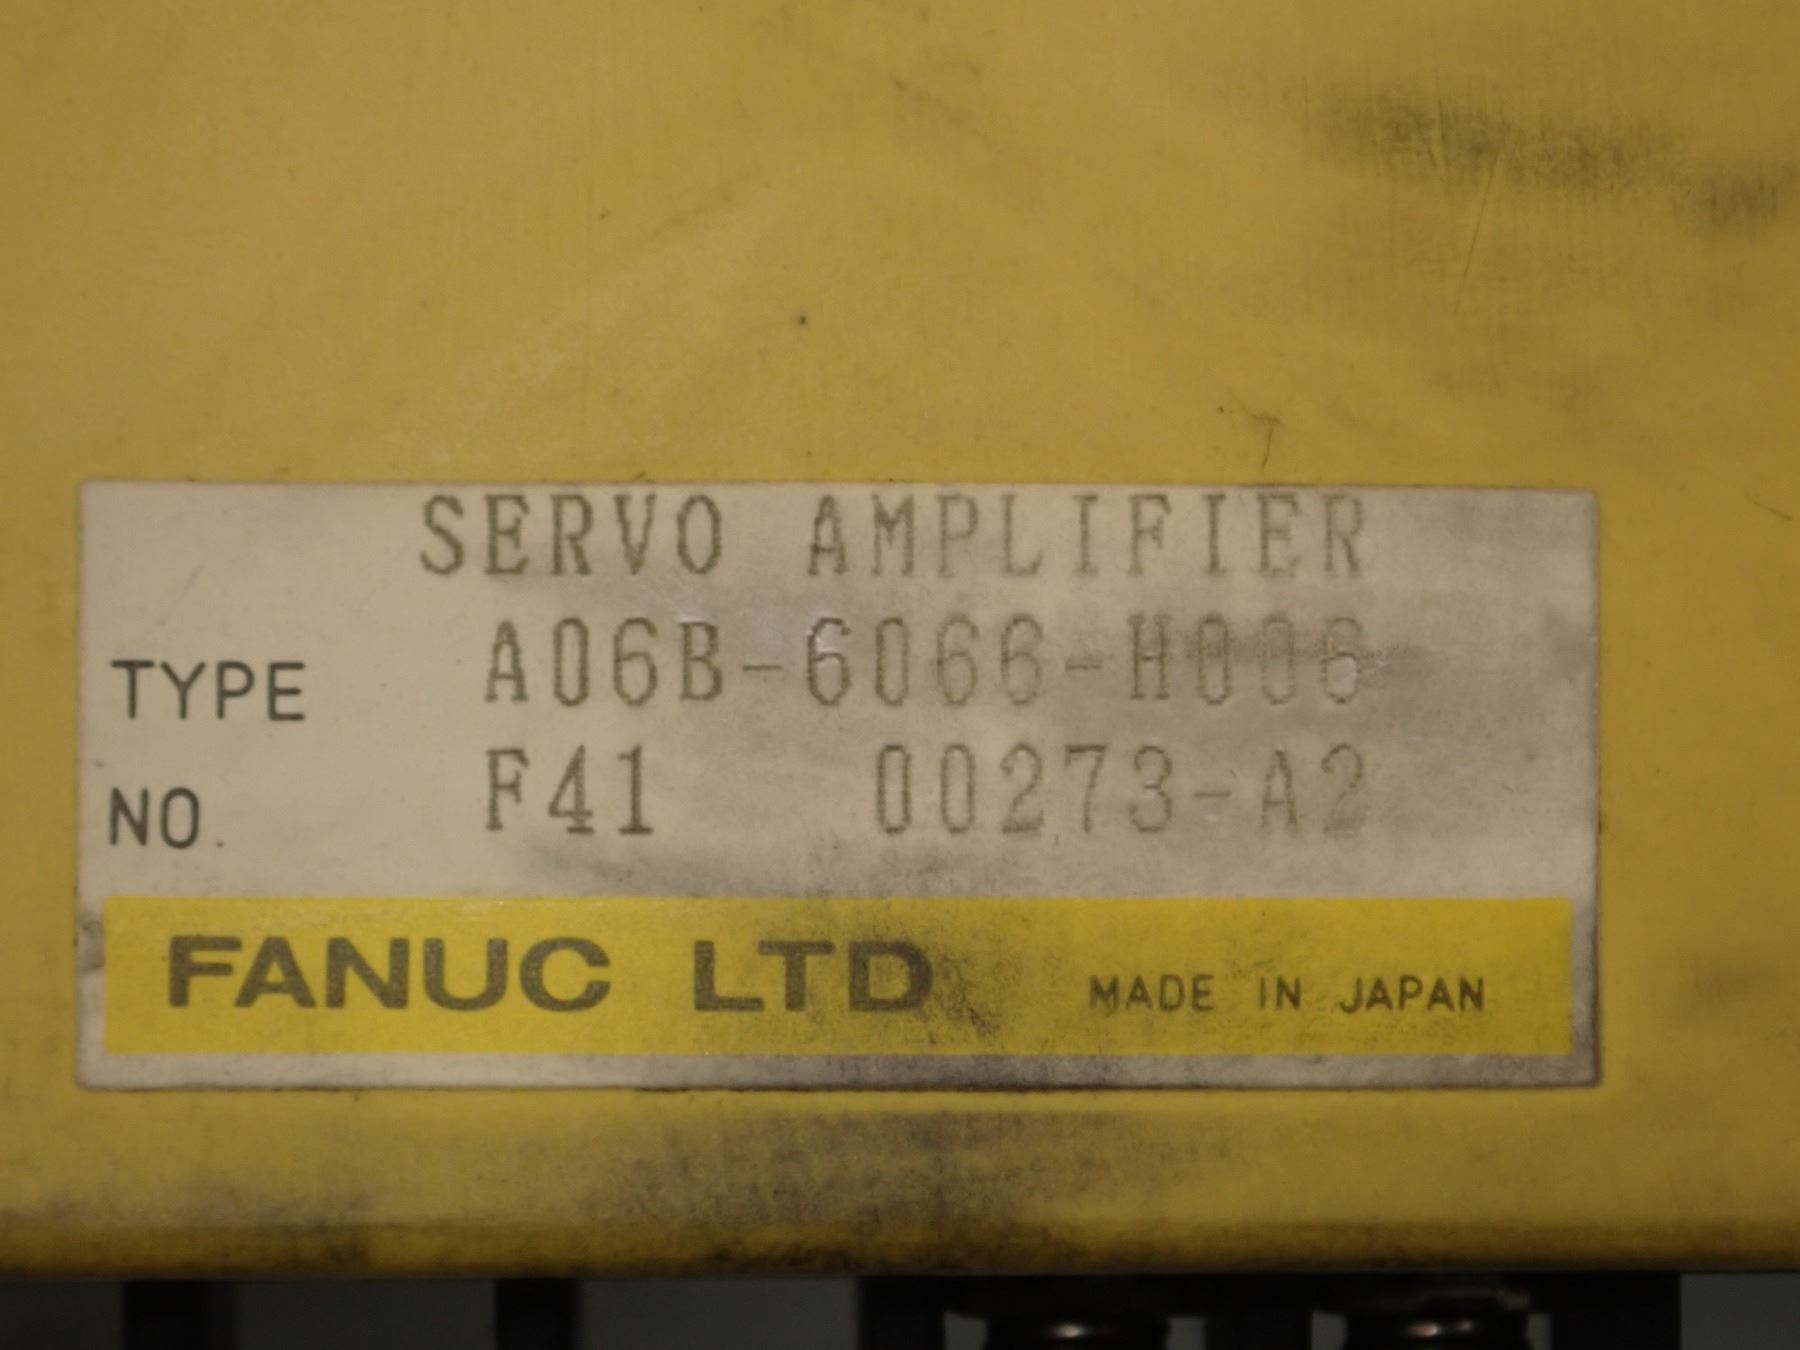 SERVO AMPLIFIER
TYPE A06B-6066-H006
NO. F41 00273-A2
FANUC LTD MADE IN JAPAN